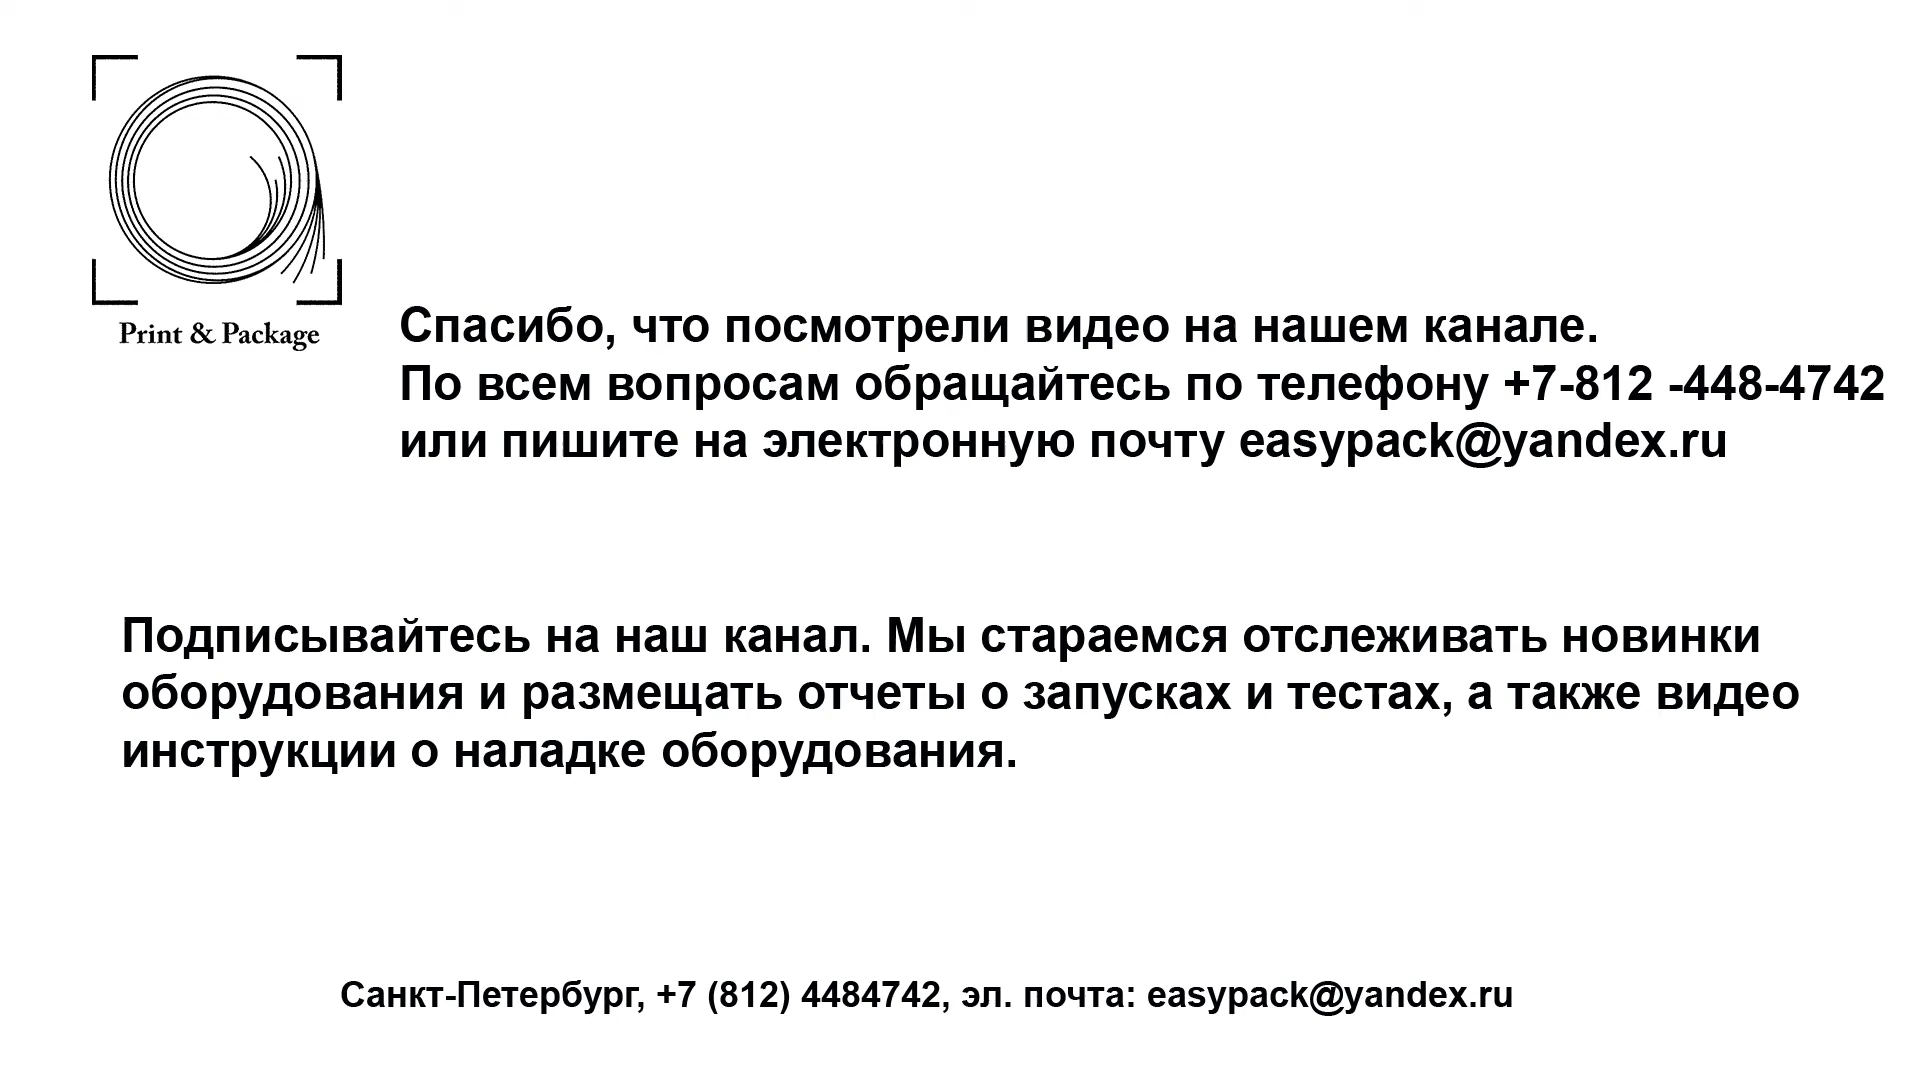 Print & Package
Спасибо, что посмотрели видео на нашем канале.
По всем вопросам обращайтесь по телефону +7-812 -448-4742
или пишите на электронную почту easypack@yandex.ru
Подписывайтесь на наш канал. Мы стараемся отслеживать новинки
оборудования и размещать отчеты о запусках и тестах, а также видео
инструкции о наладке оборудования.
Санкт-Петербург, +7 (812) 4484742, эл. почта: easypack@yandex.ru